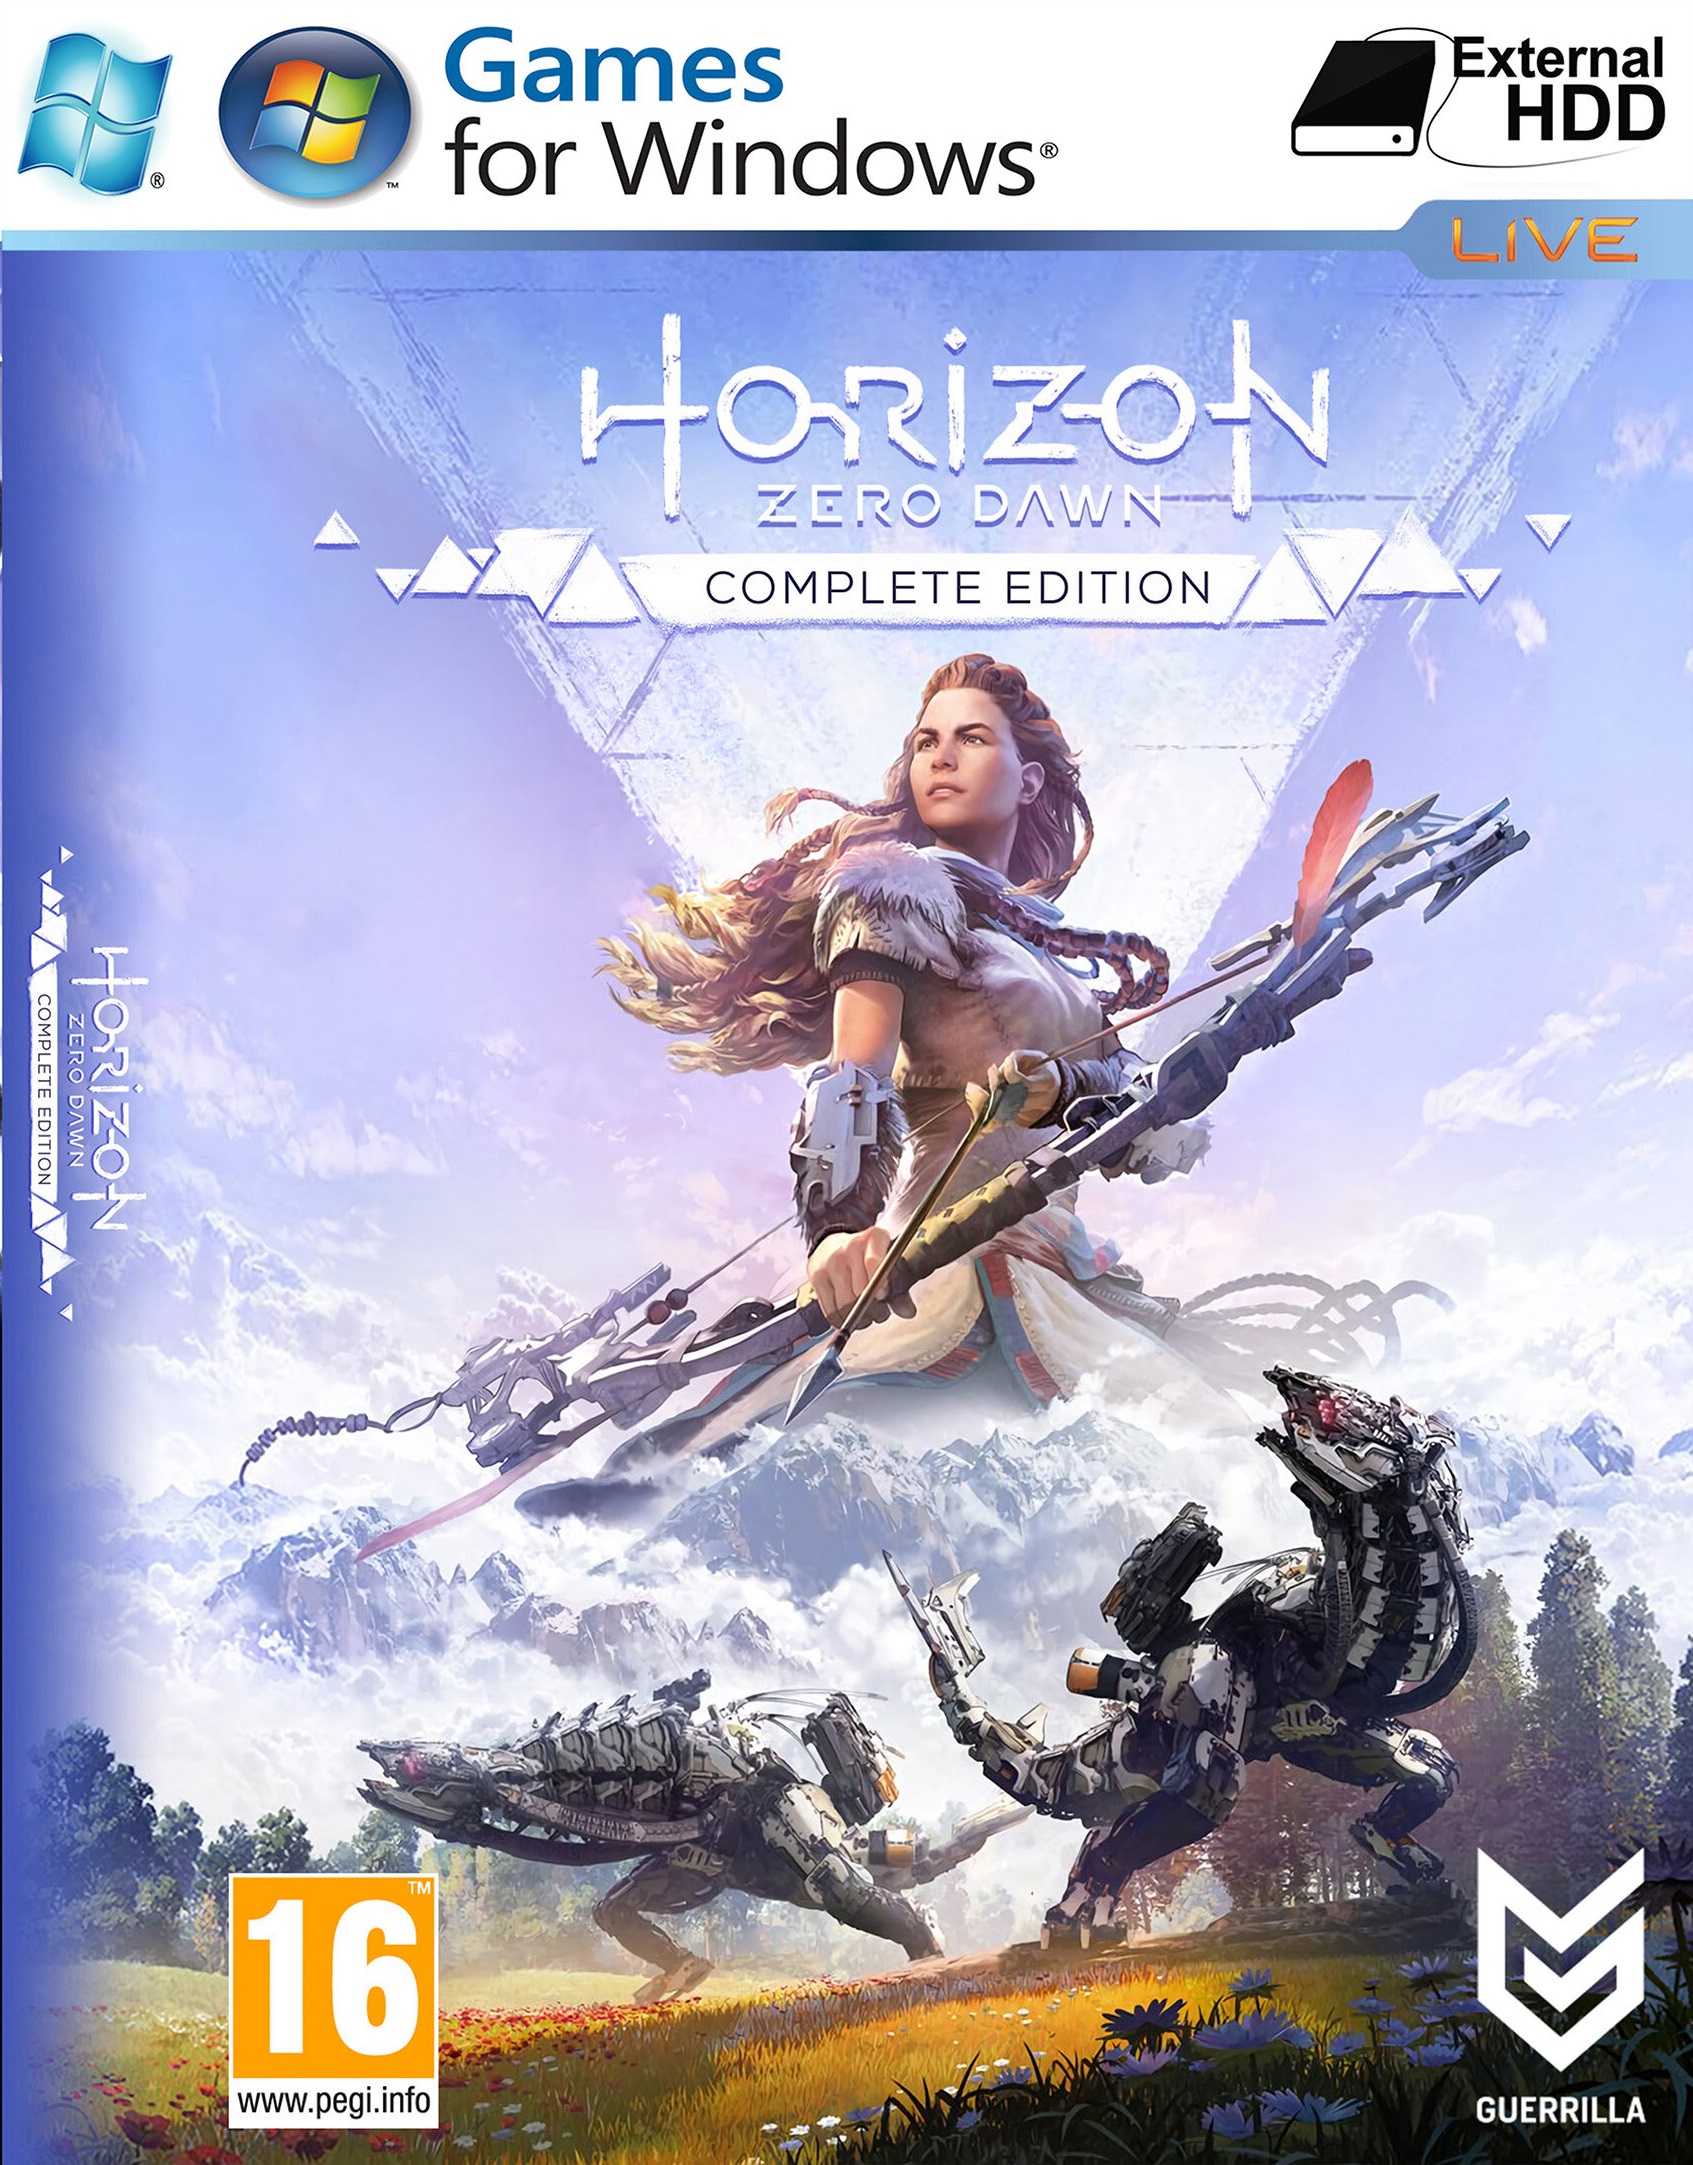 Games
for Windows®
External
HDD
LIVE
HORIZON
ZERO DAWN
COMPLETE EDITION
HORIZON
ZERO DAWN
COMPLETE EDITION
16™
www.pegi.info
GUERRILLA